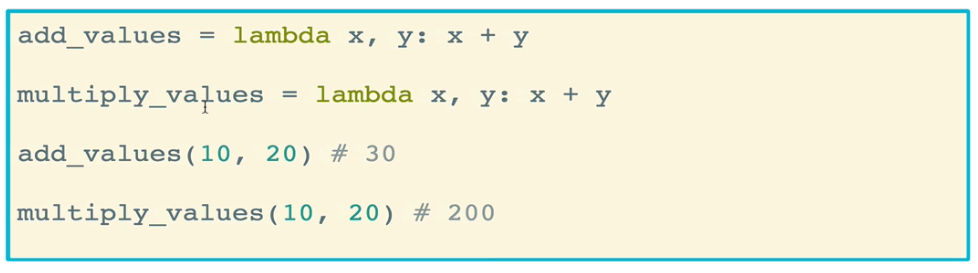 add_values = lambda x, y: x + y
multiply_values = lambda x, y: x + y
add_values(10, 20) # 30
multiply_values(10, 20) # 200